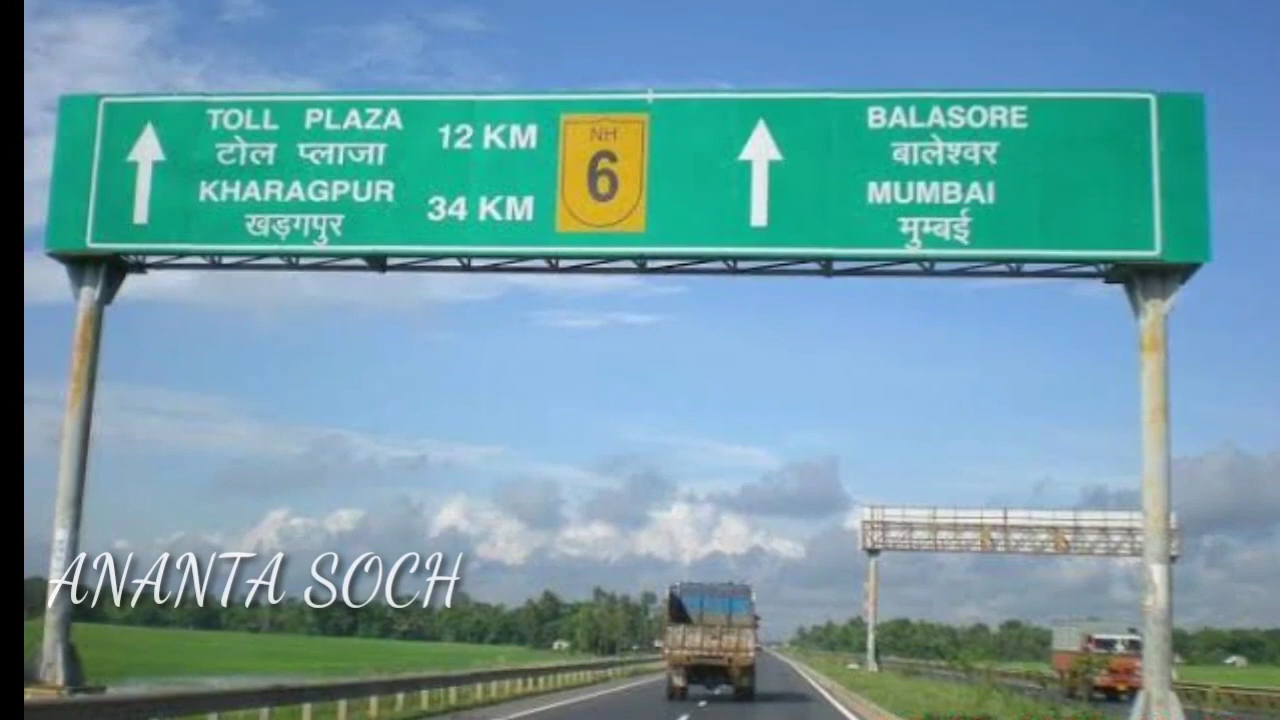 TOLL PLAZA 12 KM
टोल प्लाजा
KHARAGPUR 34 KM
खड़गपुर
NH
6
BALASORE
बालेश्वर
MUMBAI
मुम्बई
ANANTA SOCH